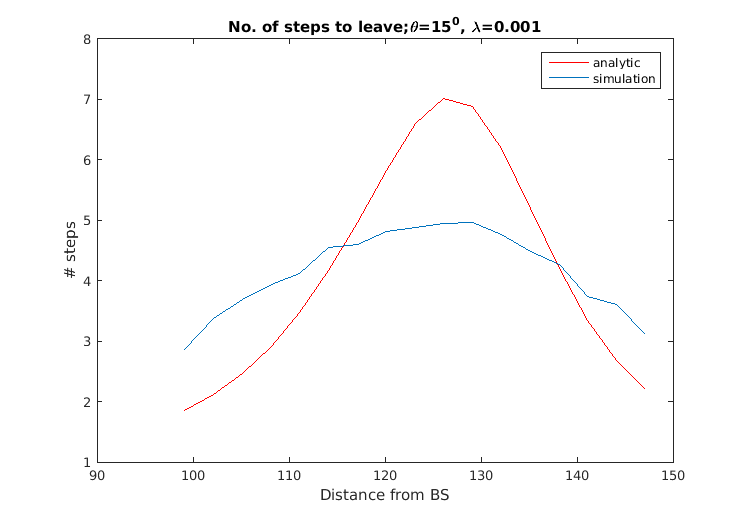 No. of steps to leave;θ=15⁰, λ=0.001
8
7
6
5
4
3
2
1
# steps
analytic
simulation
90 100 110 120 130 140 150
Distance from BS